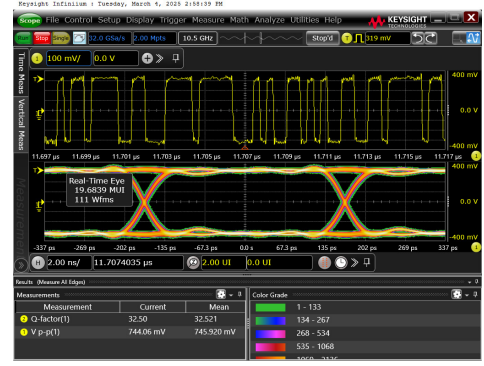 Keysight Infiniium : Tuesday, March 4, 2025 2:58:39 PM
Scope File Control Setup Display Trigger Measure Math Analyze Utilities Help KEYSIGHT TECHNOLOGIES
Run Stop Single 32.0 GSa/s 2.00 Mpts 10.5 GHz Stop'd T 319 mV
1 100 mV/ 0.0 V
Time Meas
Vertical Meas
Measurements
400 mV
0.0 V
-400 mV
11.697 µs 11.699 µs 11.701 µs 11.703 µs 11.705 µs 11.707 µs 11.709 µs 11.711 µs 11.713 µs 11.715 µs 11.717 µs
400 mV
Real-Time Eye
19.6839 MUI
111 Wfms
0.0 V
-400 mV
-337 ps -269 ps -202 ps -135 ps -67.3 ps 0.0 s 67.3 ps 135 ps 202 ps 269 ps 337 ps
H 2.00 ns/ 11.7074035 µs 2.00 UI 0.0 UI
Results (Measure All Edges)
Measurements
Measurement Current Mean
2 Q-factor(1) 32.50 32.521
1 V p-p(1) 744.06 mV 745.920 mV
Color Grade
1 - 133
134 - 267
268 - 534
535 - 1068